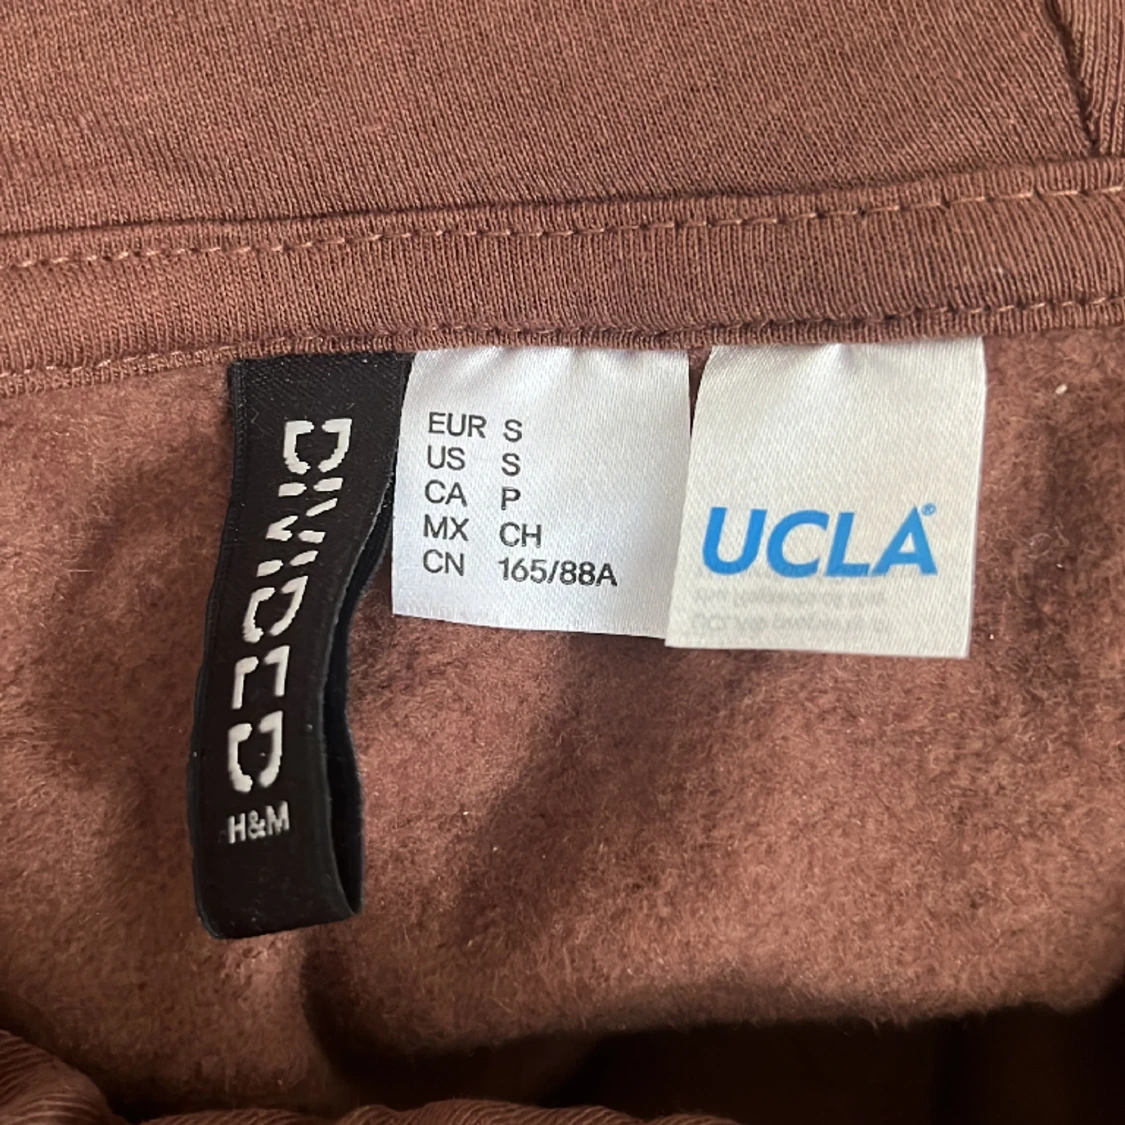 DIVIDED
H&M
EUR S
US S
CA P
MX CH
CN 165/88A
UCLA®